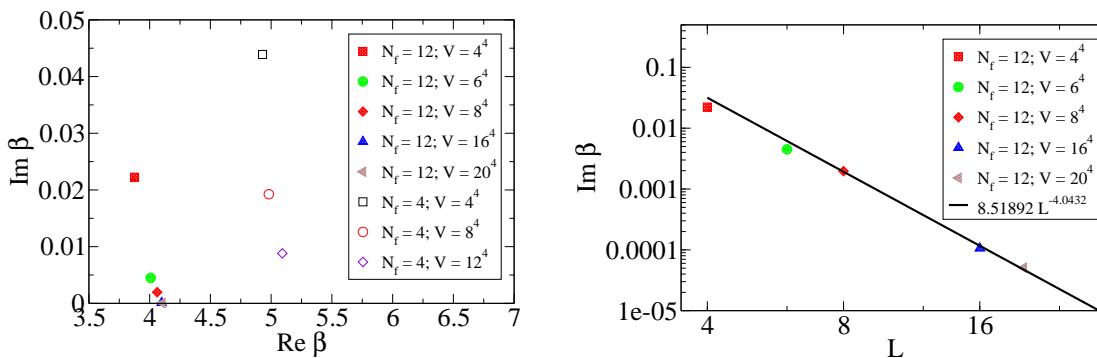 0.05
0.04
0.03
0.02
0.01
0
Im β
3.5 4 4.5 5 5.5 6 6.5 7
Re β
N_f = 12; V = 4^4
N_f = 12; V = 6^4
N_f = 12; V = 8^4
N_f = 12; V = 16^4
N_f = 12; V = 20^4
N_f = 4; V = 4^4
N_f = 4; V = 8^4
N_f = 4; V = 12^4
0.1
0.01
0.001
0.0001
1e-05
Im β
4 8 16
L
N_f = 12; V = 4^4
N_f = 12; V = 6^4
N_f = 12; V = 8^4
N_f = 12; V = 16^4
N_f = 12; V = 20^4
8.51892 L^-4.0432